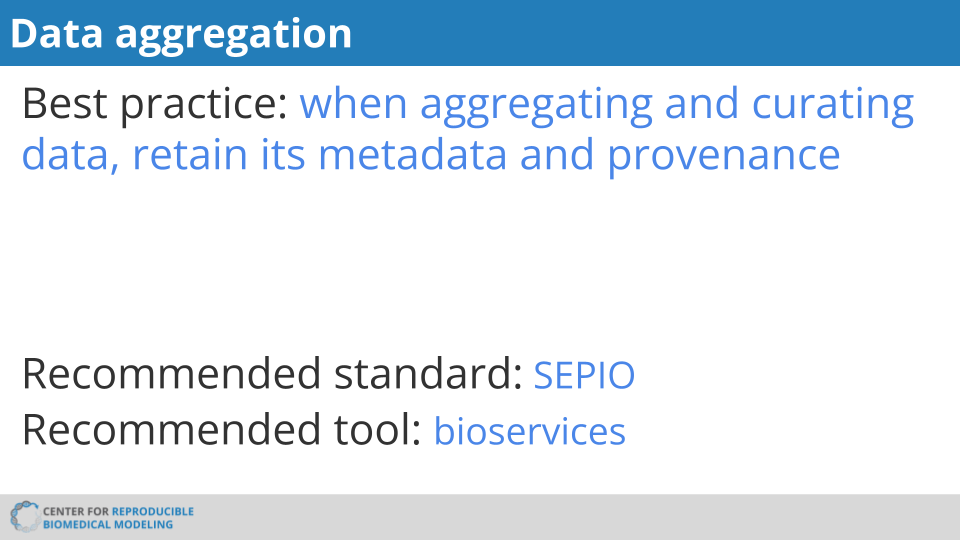 Data aggregation
Best practice: when aggregating and curating
data, retain its metadata and provenance
Recommended standard: SEPIO
Recommended tool: bioservices
CENTER FOR REPRODUCIBLE
BIOMEDICAL MODELING